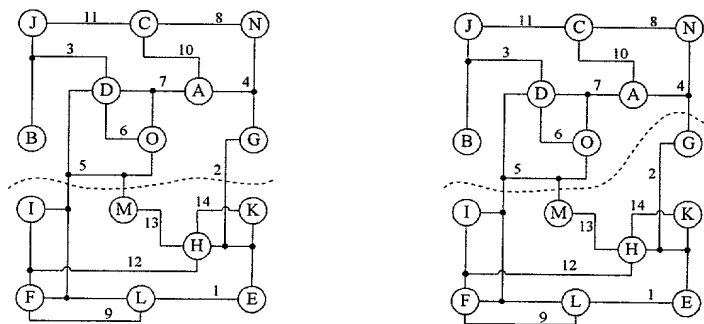 J 11 C 8 N
3 10
D 7 A 4
B 6 O G
5 2
I M 14 K
13 H
12
F L 1 E
9
J 11 C 8 N
3 10
D 7 A 4
B 6 O G
5 2
I M 14 K
13 H
12
F L 1 E
9